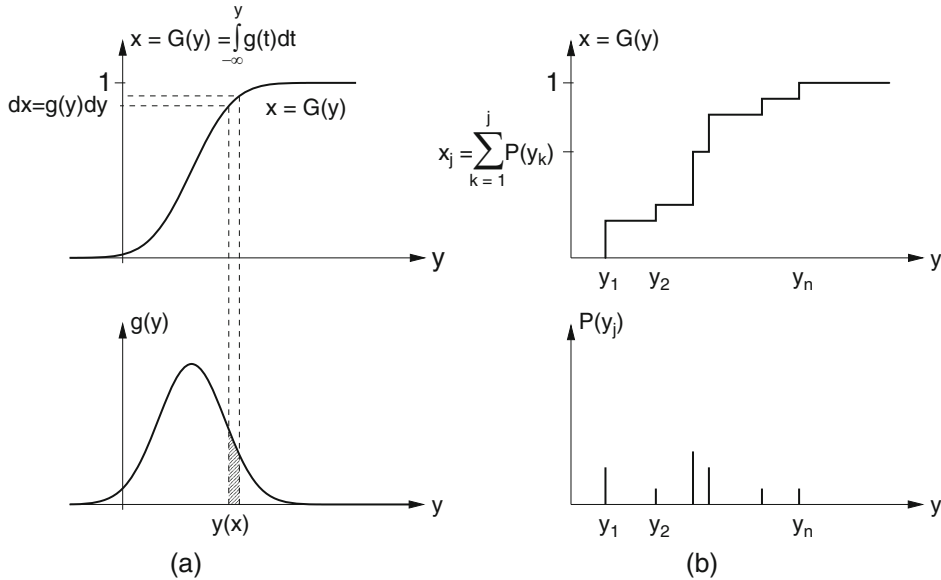 x = G(y) = ∫_{-∞}^{y} g(t)dt
1
dx=g(y)dy
x = G(y)
y
g(y)
y
y(x)
(a)
x = G(y)
1
x_j = ∑_{k = 1}^{j} P(y_k)
y
y_1 y_2 y_n
P(y_j)
y
y_1 y_2 y_n
(b)